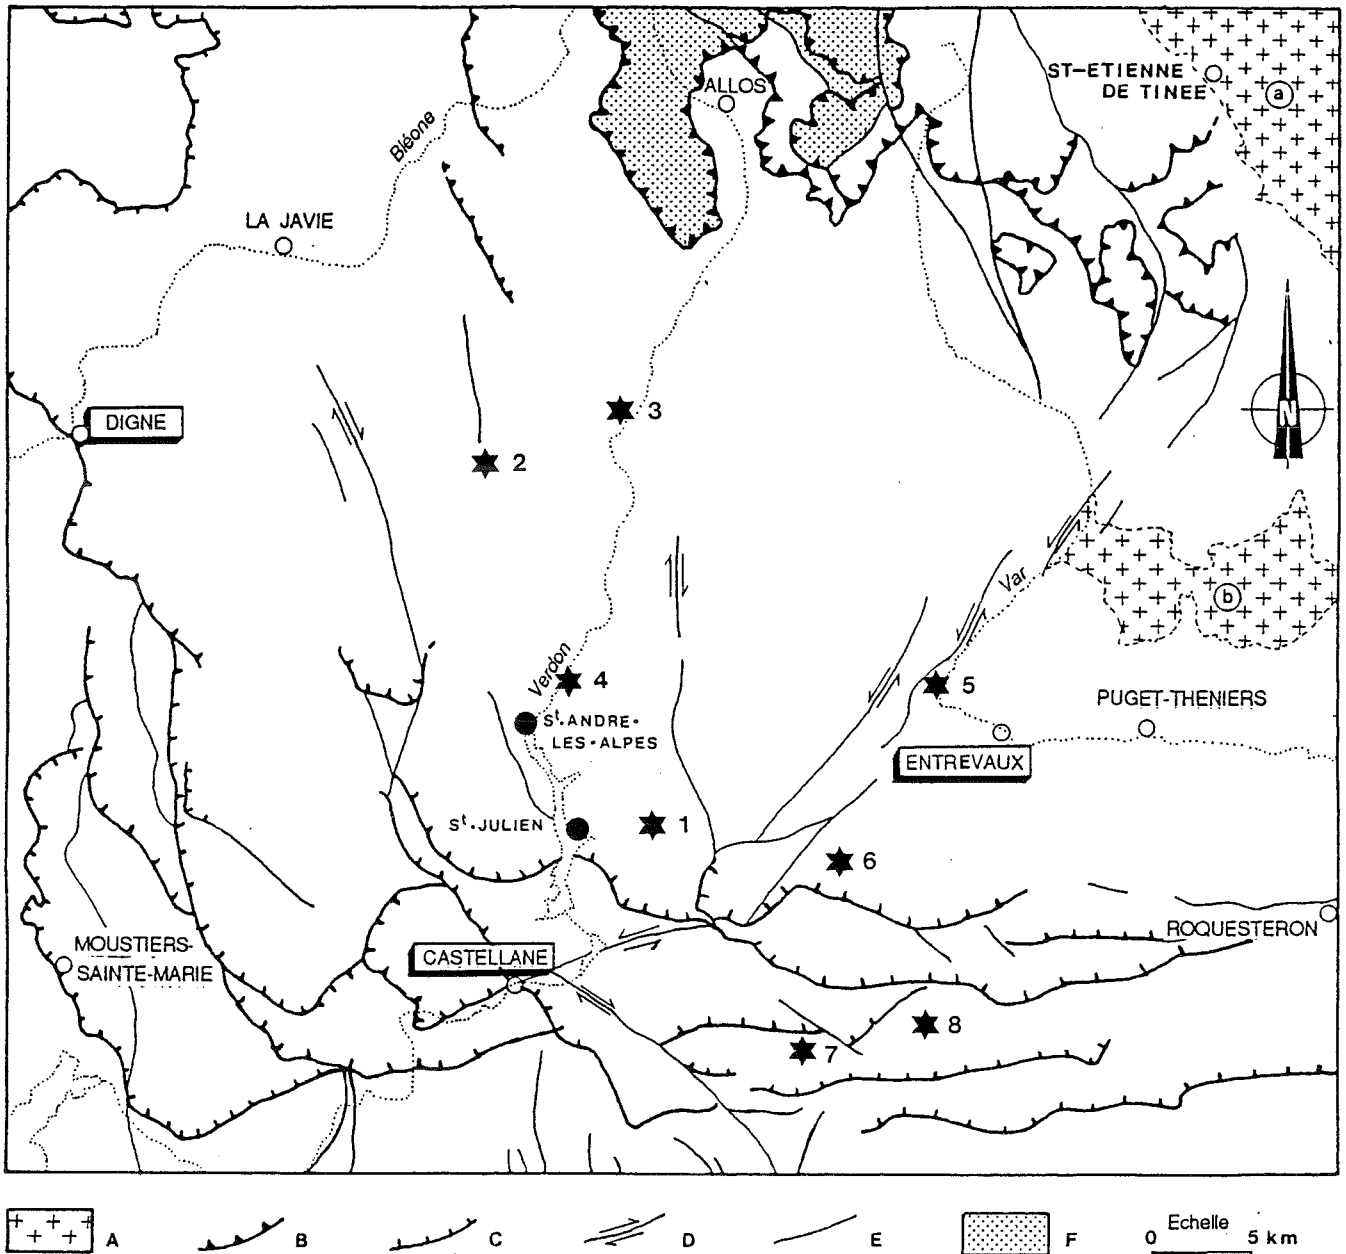 ALLOS
ST-ETIENNE
DE TINEE
a
Bléone
LA JAVIE
DIGNE
3
2
N
Var
b
Verdon
4
5
St.ANDRE-
LES-ALPES
PUGET-THENIERS
ENTREVAUX
St.JULIEN
1
6
MOUSTIERS-
SAINTE-MARIE
CASTELLANE
ROQUESTERON
8
7
A B C D E F
Echelle
0 5 km